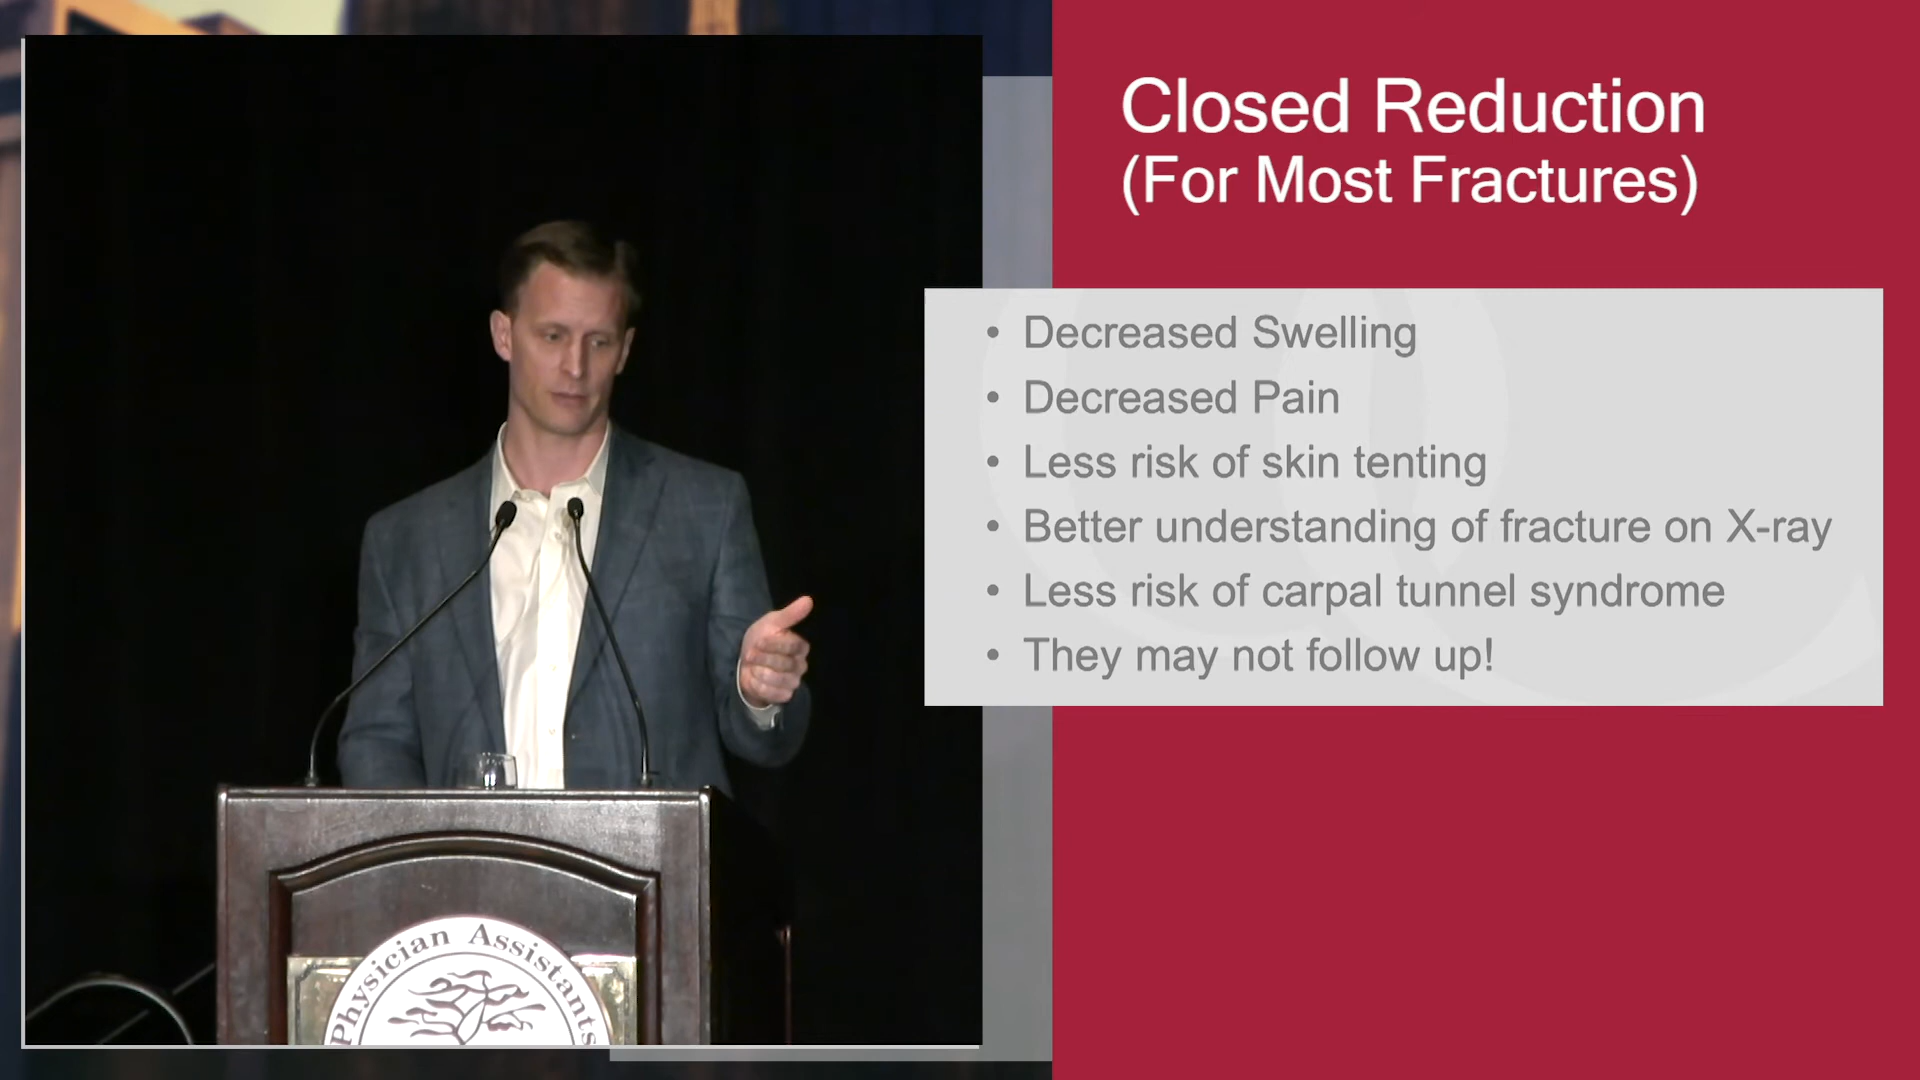 Closed Reduction
(For Most Fractures)
• Decreased Swelling
• Decreased Pain
• Less risk of skin tenting
• Better understanding of fracture on X-ray
• Less risk of carpal tunnel syndrome
• They may not follow up!
Physician Assistants